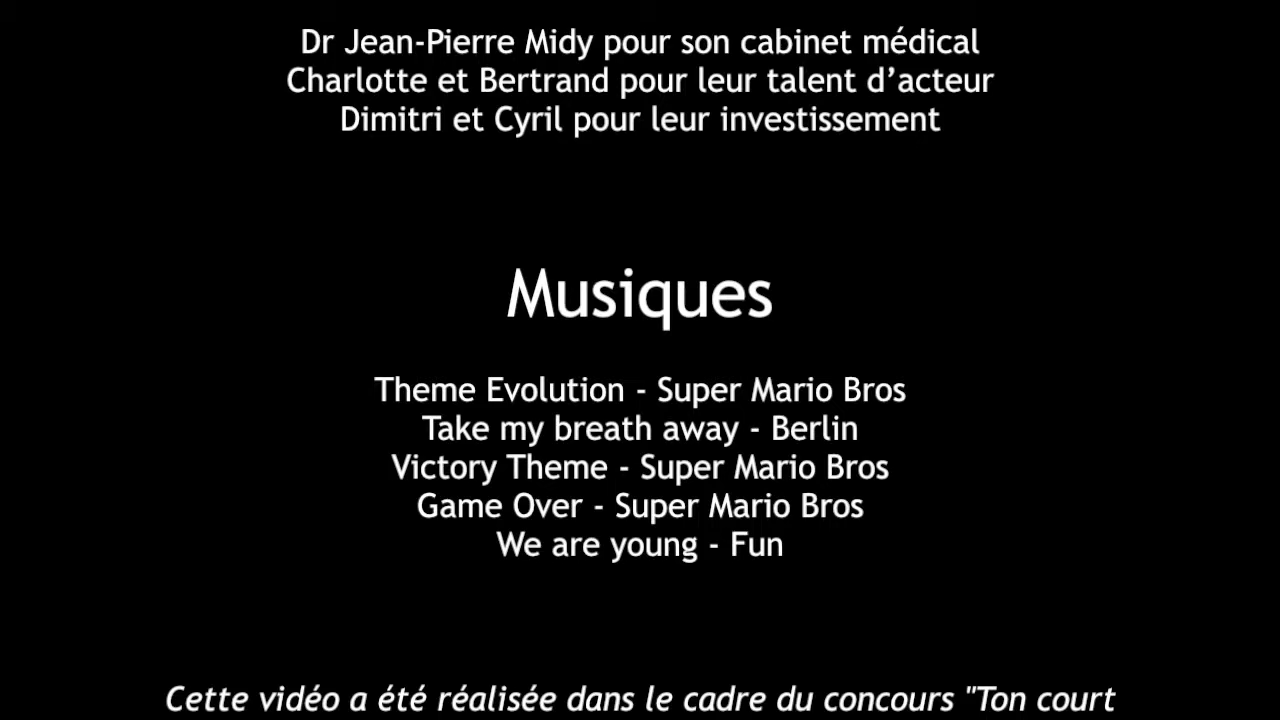 Dr Jean-Pierre Midy pour son cabinet médical
Charlotte et Bertrand pour leur talent d’acteur
Dimitri et Cyril pour leur investissement
Musiques
Theme Evolution - Super Mario Bros
Take my breath away - Berlin
Victory Theme - Super Mario Bros
Game Over - Super Mario Bros
We are young - Fun
Cette vidéo a été réalisée dans le cadre du concours "Ton court